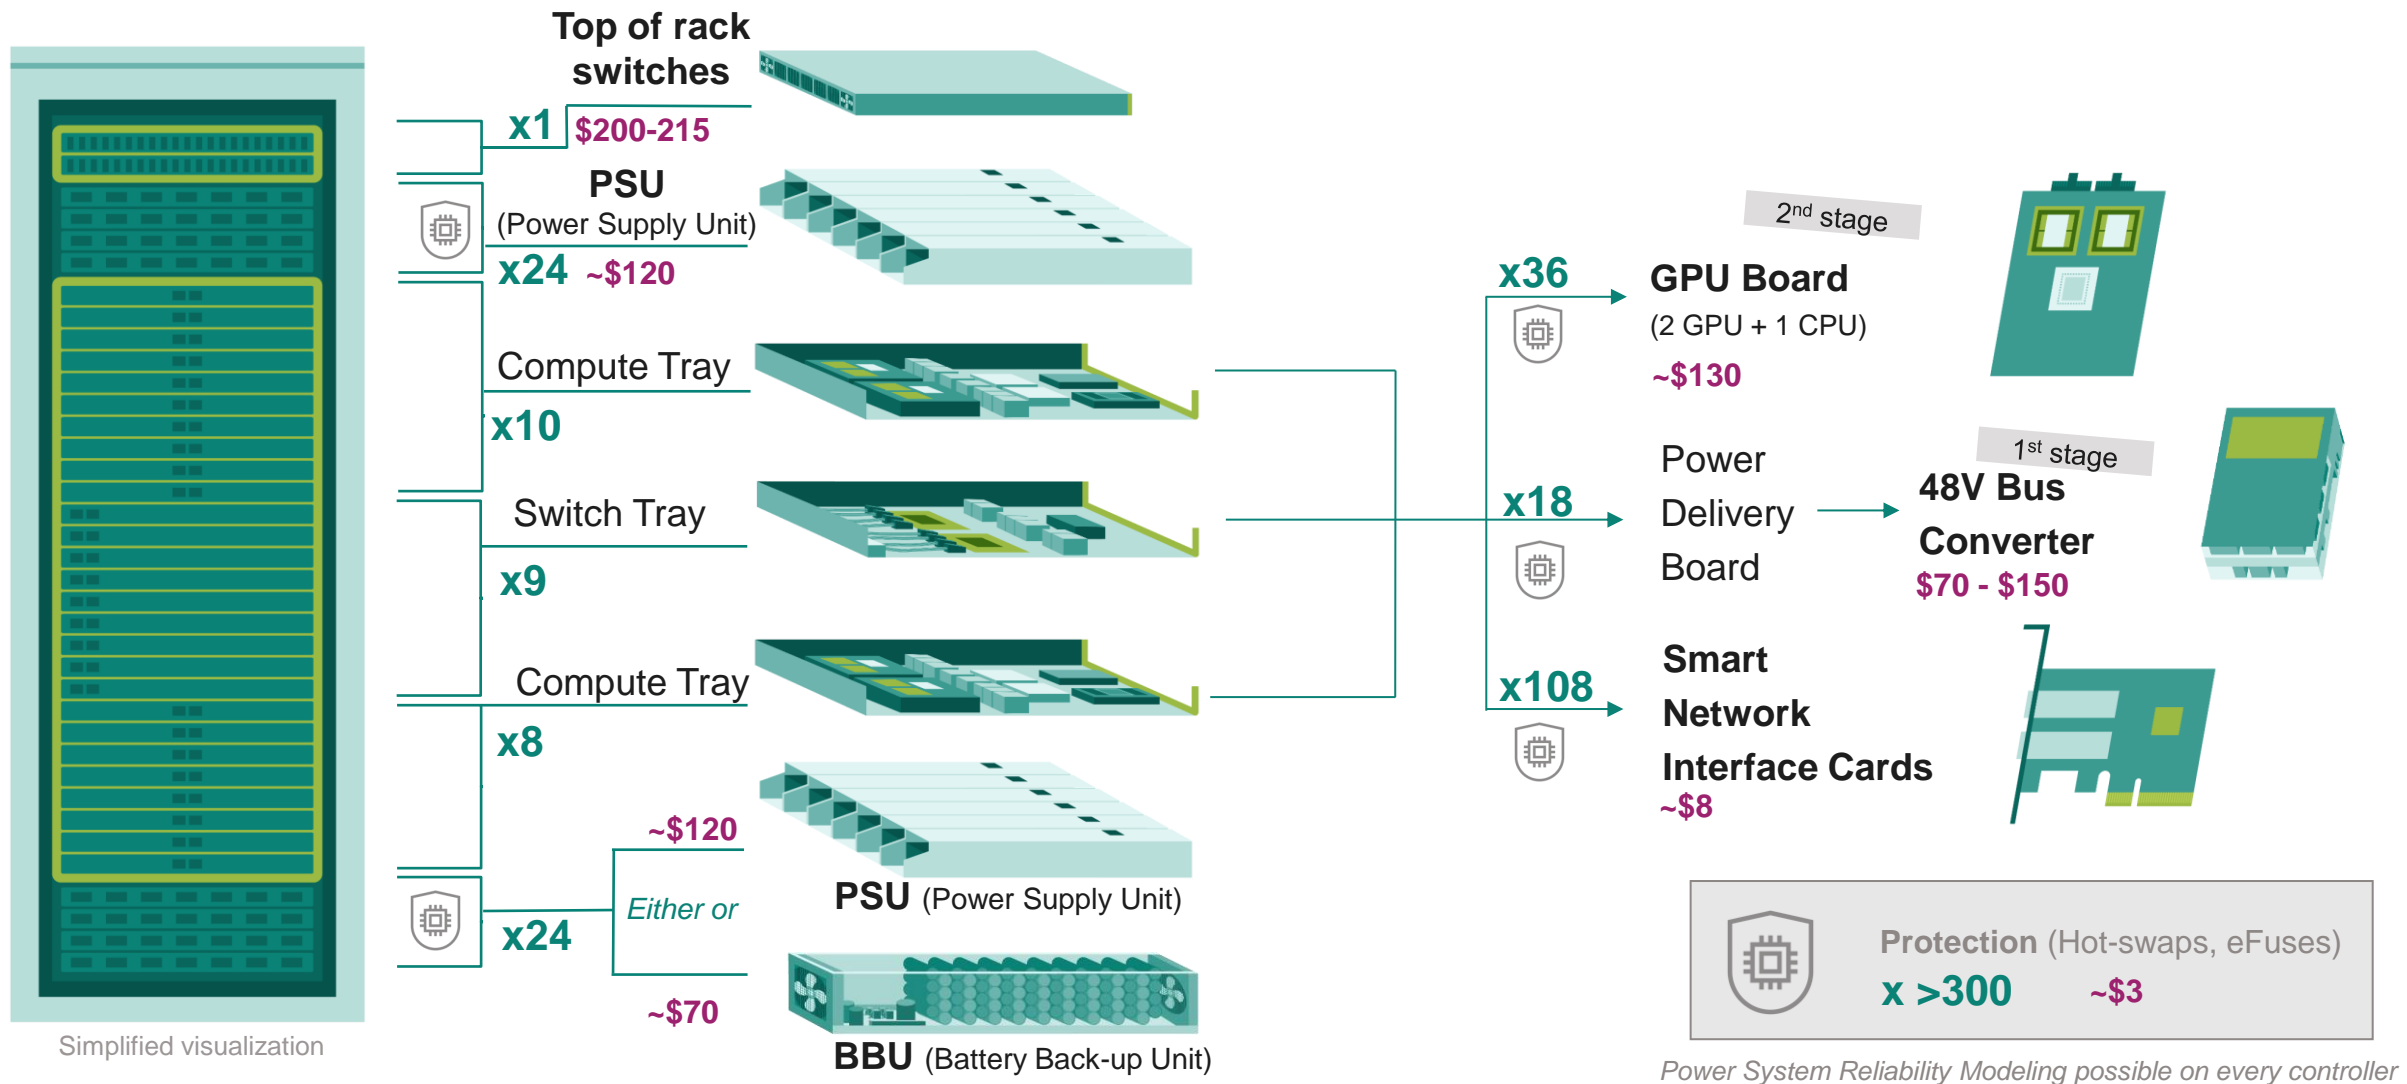 Top of rack
switches
x1
$200-215
PSU
(Power Supply Unit)
x24 ~$120
Compute Tray
x10
Switch Tray
x9
Compute Tray
x8
~$120
Either or
x24
PSU (Power Supply Unit)
~$70
BBU (Battery Back-up Unit)
Simplified visualization
2nd stage
x36
GPU Board
(2 GPU + 1 CPU)
~$130
x18
Power
Delivery
Board
1st stage
48V Bus
Converter
$70 - $150
x108
Smart
Network
Interface Cards
~$8
Protection (Hot-swaps, eFuses)
x >300 ~$3
Power System Reliability Modeling possible on every controller